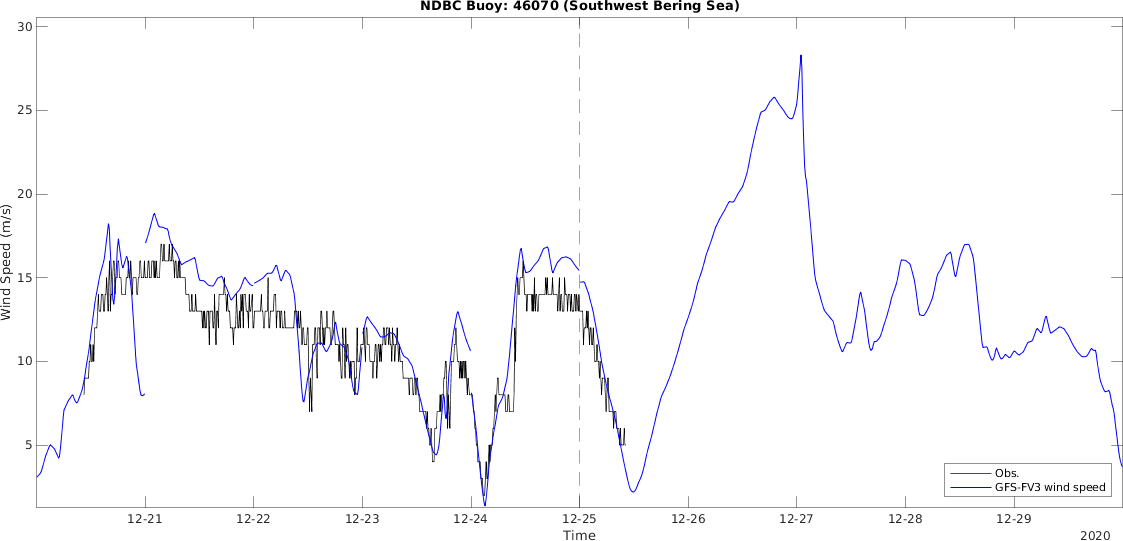 NDBC Buoy: 46070 (Southwest Bering Sea)
30
25
20
15
10
5
Wind Speed (m/s)
12-21 12-22 12-23 12-24 12-25 12-26 12-27 12-28 12-29
Time
2020
Obs.
GFS-FV3 wind speed